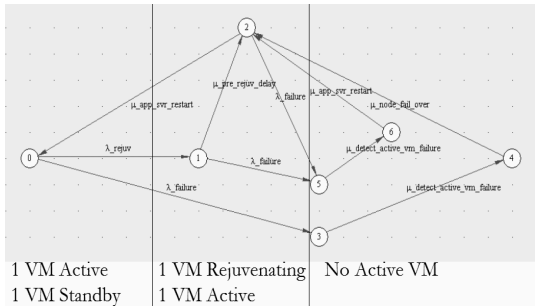 2
μ_pre_rejuv_delay
λ_failure
μ_app_svr_restart
μ_app_svr_restart
μ_node_fail_over
6
λ_rejuv
μ_detect_active_vm_failure
0
1
4
λ_failure
5
λ_failure
μ_detect_active_vm_failure
3
1 VM Active
1 VM Standby
1 VM Rejuvenating
1 VM Active
No Active VM